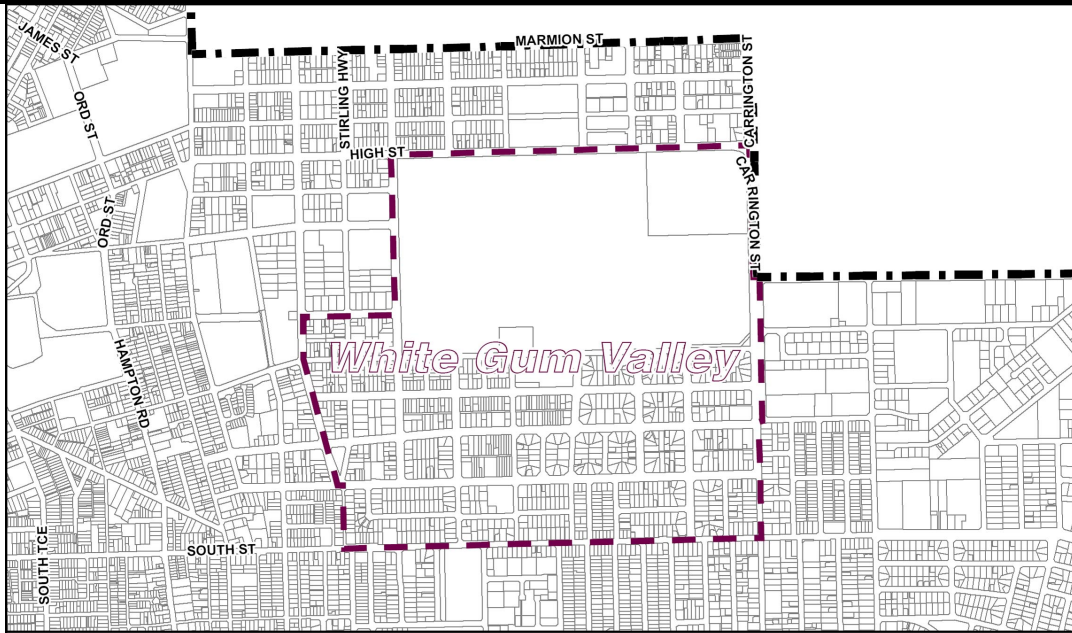 JAMES ST
MARMION ST
STIRLING HWY
CARRINGTON ST
ORD ST
HIGH ST
CARRINGTON ST
ORD ST
White Gum Valley
HAMPTON RD
SOUTH TCE
SOUTH ST